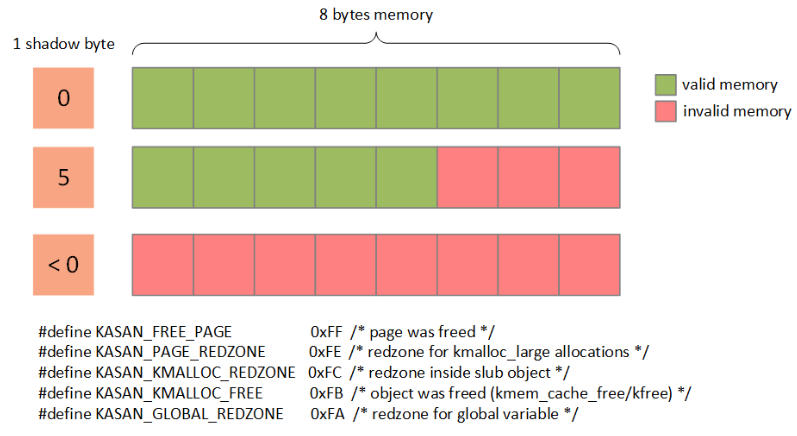 8 bytes memory
1 shadow byte
0
valid memory
invalid memory
5
< 0
#define KASAN_FREE_PAGE 0xFF /* page was freed */
#define KASAN_PAGE_REDZONE 0xFE /* redzone for kmalloc_large allocations */
#define KASAN_KMALLOC_REDZONE 0xFC /* redzone inside slub object */
#define KASAN_KMALLOC_FREE 0xFB /* object was freed (kmem_cache_free/kfree) */
#define KASAN_GLOBAL_REDZONE 0xFA /* redzone for global variable */